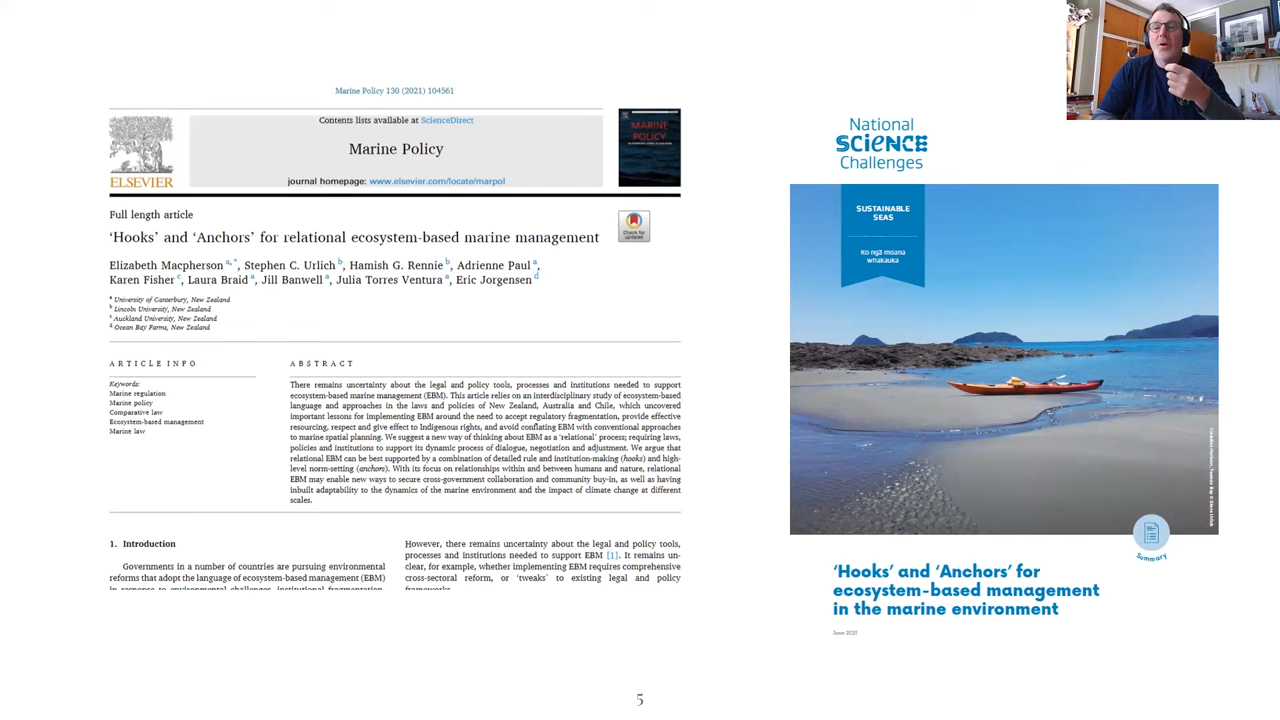 Marine Policy 130 (2021) 104561
Contents lists available at ScienceDirect
Marine Policy
journal homepage: www.elsevier.com/locate/marpol
ELSEVIER
MARINE
POLICY
Full length article
Check for
updates
‘Hooks’ and ‘Anchors’ for relational ecosystem-based marine management
Elizabeth Macpherson a,*, Stephen C. Urlich b, Hamish G. Rennie b, Adrienne Paul a,
Karen Fisher c, Laura Braid a, Jill Banwell a, Julia Torres Ventura a, Eric Jorgensen d
a University of Canterbury, New Zealand
b Lincoln University, New Zealand
c Auckland University, New Zealand
d Ocean Bay Farms, New Zealand
ARTICLE INFO
Keywords:
Marine regulation
Marine policy
Comparative law
Ecosystem-based management
Marine law
ABSTRACT
There remains uncertainty about the legal and policy tools, processes and institutions needed to support
ecosystem-based marine management (EBM). This article relies on an interdisciplinary study of ecosystem-based
language and approaches in the laws and policies of New Zealand, Australia and Chile, which uncovered
important lessons for implementing EBM around the need to accept regulatory fragmentation, provide effective
resourcing, respect and give effect to Indigenous rights, and avoid conflating EBM with conventional approaches
to marine spatial planning. We suggest a new way of thinking about EBM as a ‘relational’ process; requiring laws,
policies and institutions to support its dynamic process of dialogue, negotiation and adjustment. We argue that
relational EBM can be best supported by a combination of detailed rule and institution-making (hooks) and high-
level norm-setting (anchors). With its focus on relationships within and between humans and nature, relational
EBM may enable new ways to secure cross-government collaboration and community buy-in, as well as having
inbuilt adaptability to the dynamics of the marine environment and the impact of climate change at different
scales.
1. Introduction
Governments in a number of countries are pursuing environmental
reforms that adopt the language of ecosystem-based management (EBM)
in response to environmental challenges, institutional fragmentation,
However, there remains uncertainty about the legal and policy tools,
processes and institutions needed to support EBM [1]. It remains un-
clear, for example, whether implementing EBM requires comprehensive
cross-sectoral reform, or ‘tweaks’ to existing legal and policy
frameworks.
National
SCIENCE
Challenges
SUSTAINABLE
SEAS
Ko ngā moana
whakauka
Summary
‘Hooks’ and ‘Anchors’ for
ecosystem-based management
in the marine environment
June 2021
5